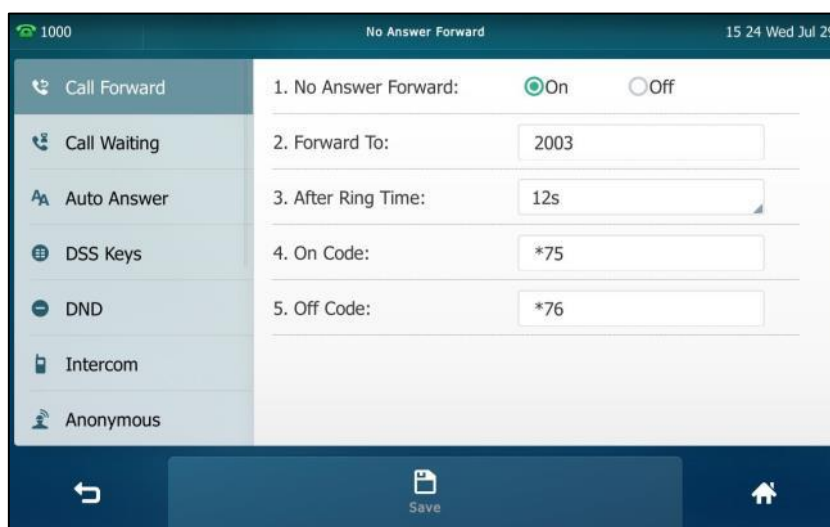 1000 No Answer Forward 15 24 Wed Jul 29
Call Forward
Call Waiting
AA Auto Answer
DSS Keys
DND
Intercom
Anonymous
1. No Answer Forward: On Off
2. Forward To: 2003
3. After Ring Time: 12s
4. On Code: *75
5. Off Code: *76
Save